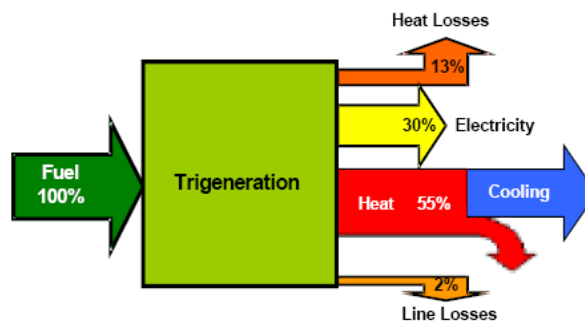 Heat Losses
13%
30% Electricity
Fuel
100%
Trigeneration
Heat 55%
Cooling
2%
Line Losses